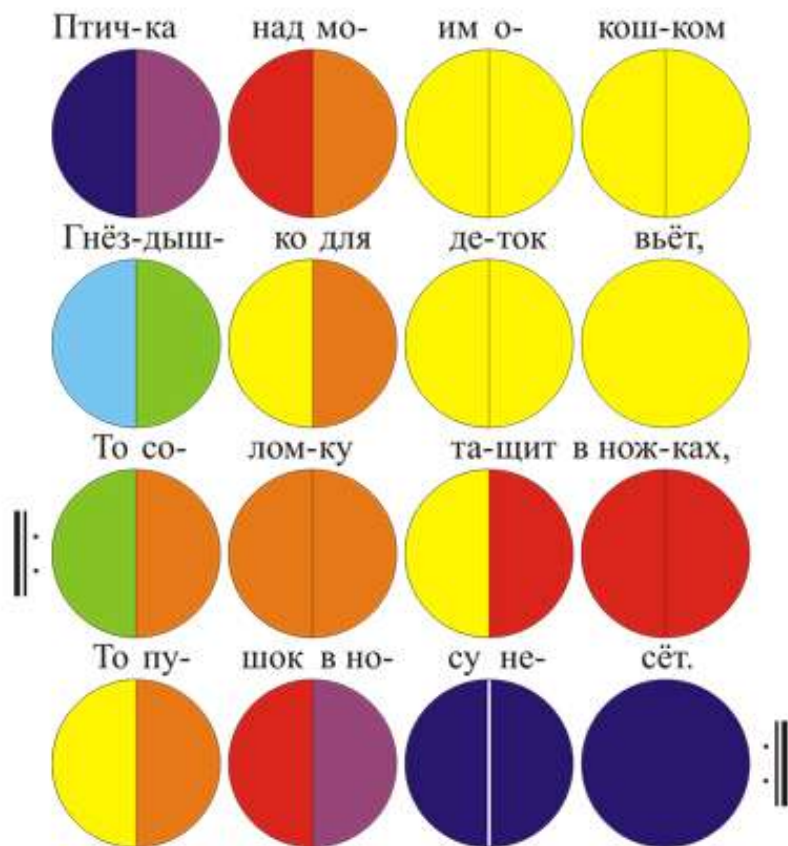 Птич-ка над мо- им о- кош-ком
Гнёз-дыш- ко для де-ток вьёт,
То со- лом-ку та-щит в нож-ках,
То пу- шок в но- су не- сёт.